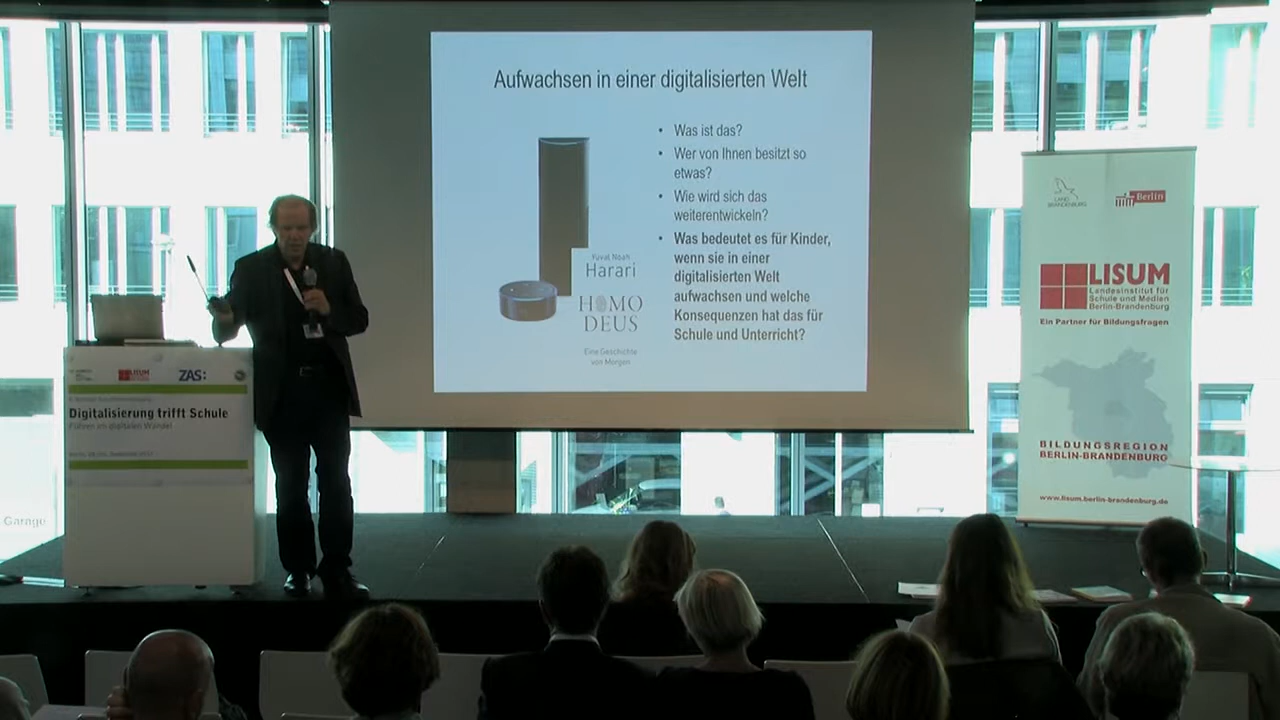 Aufwachsen in einer digitalisierten Welt
• Was ist das?
• Wer von Ihnen besitzt so
etwas?
• Wie wird sich das
weiterentwickeln?
• Was bedeutet es für Kinder,
wenn sie in einer
digitalisierten Welt
aufwachsen und welche
Konsequenzen hat das für
Schule und Unterricht?
Yuval Noah
Harari
HOMO
DEUS
Eine Geschichte
von Morgen
LISUM
ZAS:
Digitalisierung trifft Schule
Führen im digitalen Wandel
Garage
LAND
BRANDENBURG
Berlin
LISUM
Landesinstitut für
Schule und Medien
Berlin-Brandenburg
Ein Partner für Bildungsfragen
BILDUNGSREGION
BERLIN-BRANDENBURG
www.lisum.berlin-brandenburg.de